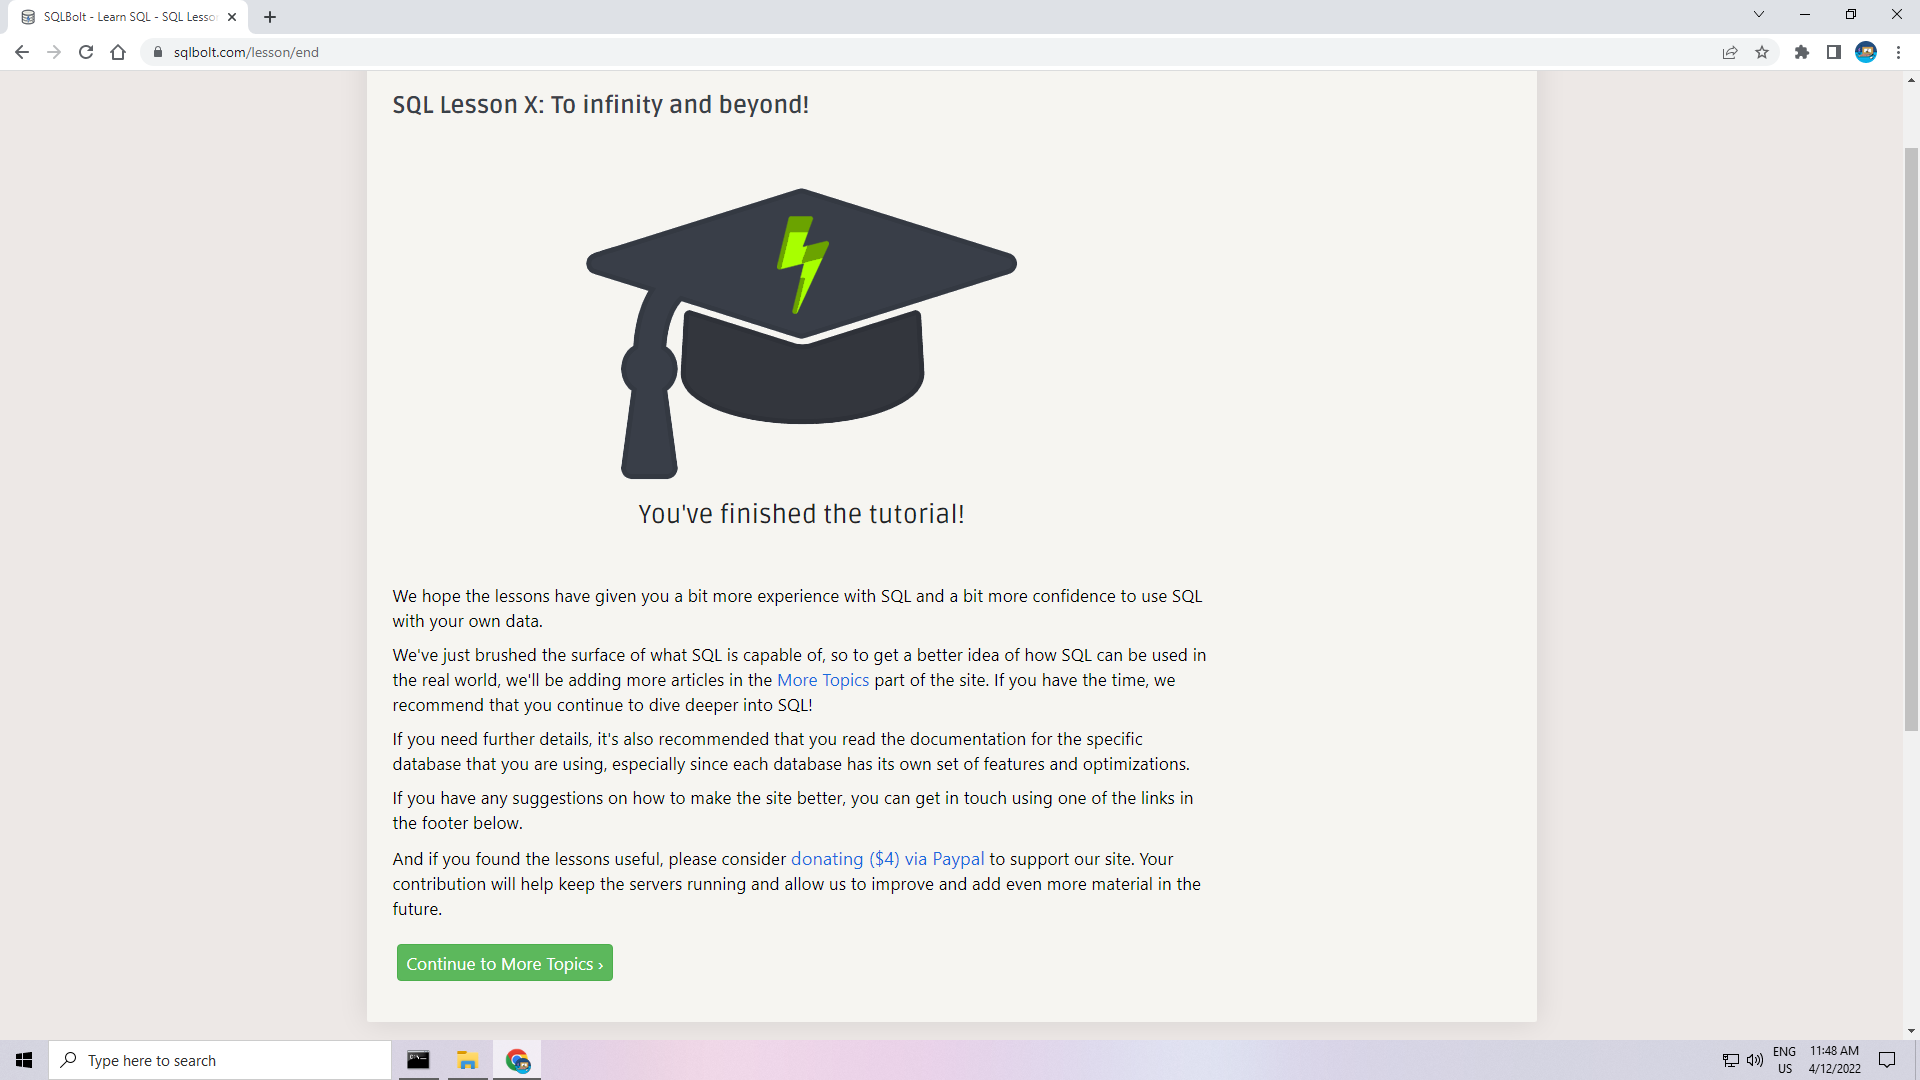 SQLBolt - Learn SQL - SQL Lesson
sqlbolt.com/lesson/end
SQL Lesson X: To infinity and beyond!
You've finished the tutorial!
We hope the lessons have given you a bit more experience with SQL and a bit more confidence to use SQL
with your own data.
We've just brushed the surface of what SQL is capable of, so to get a better idea of how SQL can be used in
the real world, we'll be adding more articles in the More Topics part of the site. If you have the time, we
recommend that you continue to dive deeper into SQL!
If you need further details, it's also recommended that you read the documentation for the specific
database that you are using, especially since each database has its own set of features and optimizations.
If you have any suggestions on how to make the site better, you can get in touch using one of the links in
the footer below.
And if you found the lessons useful, please consider donating ($4) via Paypal to support our site. Your
contribution will help keep the servers running and allow us to improve and add even more material in the
future.
Continue to More Topics ›
Type here to search
ENG
US
11:48 AM
4/12/2022